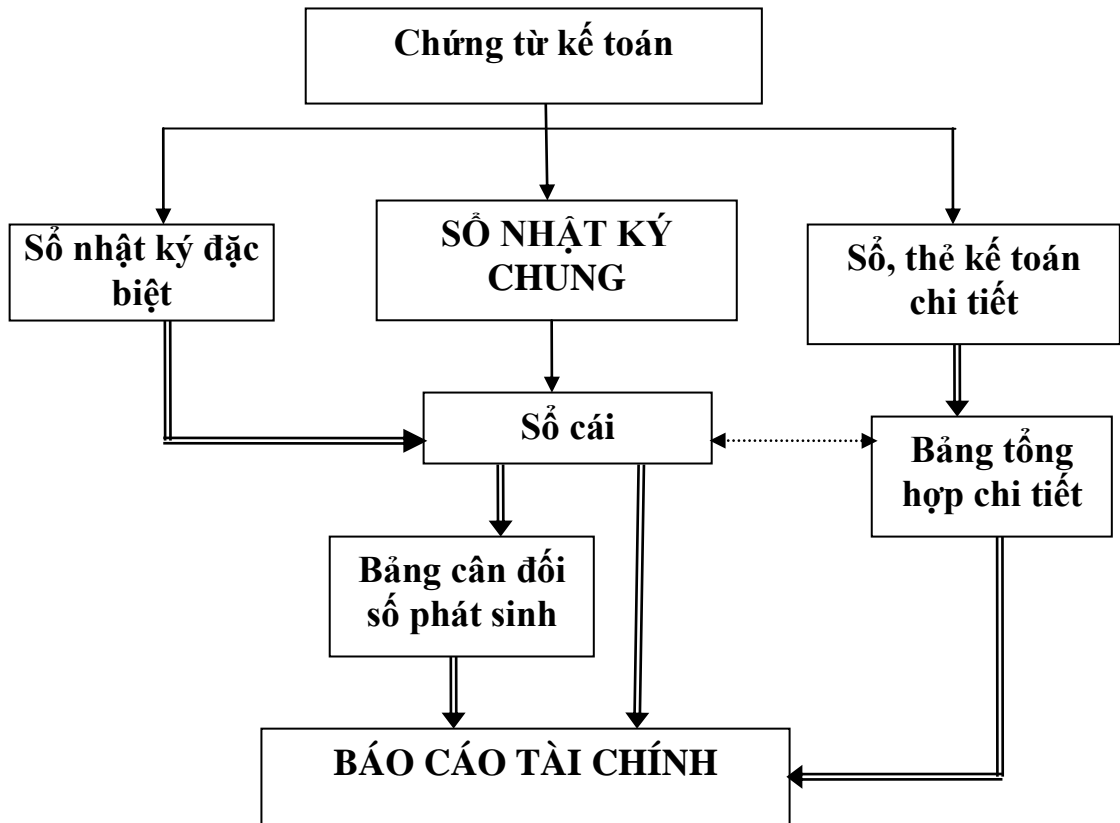 Chứng từ kế toán
Sổ nhật ký đặc
biệt
SỔ NHẬT KÝ
CHUNG
Sổ, thẻ kế toán
chi tiết
Sổ cái
Bảng tổng
hợp chi tiết
Bảng cân đối
số phát sinh
BÁO CÁO TÀI CHÍNH